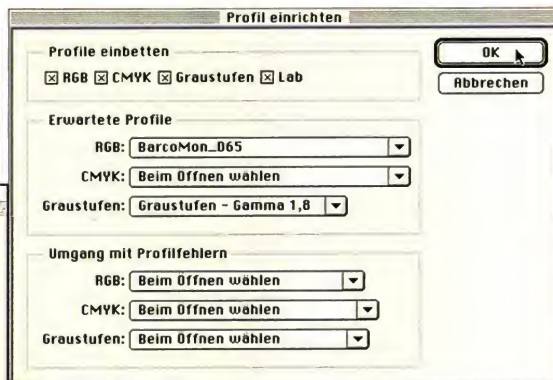 Profil einrichten
Profile einbetten
RGB CMYK Graustufen Lab
OK
Abbrechen
Erwartete Profile
RGB: BarcoMon_D65
CMYK: Beim Öffnen wählen
Graustufen: Graustufen - Gamma 1,8
Umgang mit Profilfehlern
RGB: Beim Öffnen wählen
CMYK: Beim Öffnen wählen
Graustufen: Beim Öffnen wählen